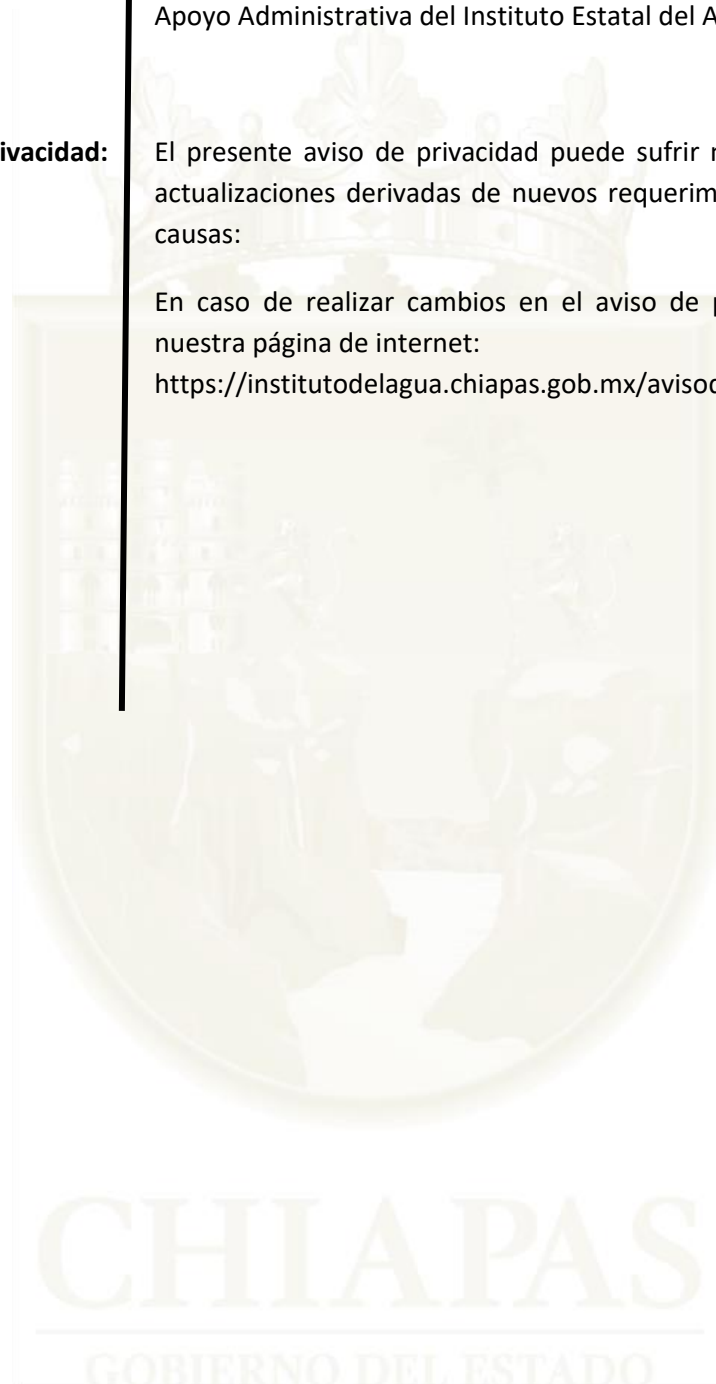 Apoyo Administrativa del Instituto Estatal del
ivacidad: El presente aviso de privacidad puede sufrir
actualizaciones derivadas de nuevos
causas:
En caso de realizar cambios en el aviso de
nuestra página de internet:
https://institutodelagua.chiapas.gob.mx/aviso
CHIAPAS
GOBIERNO DEL ESTADO